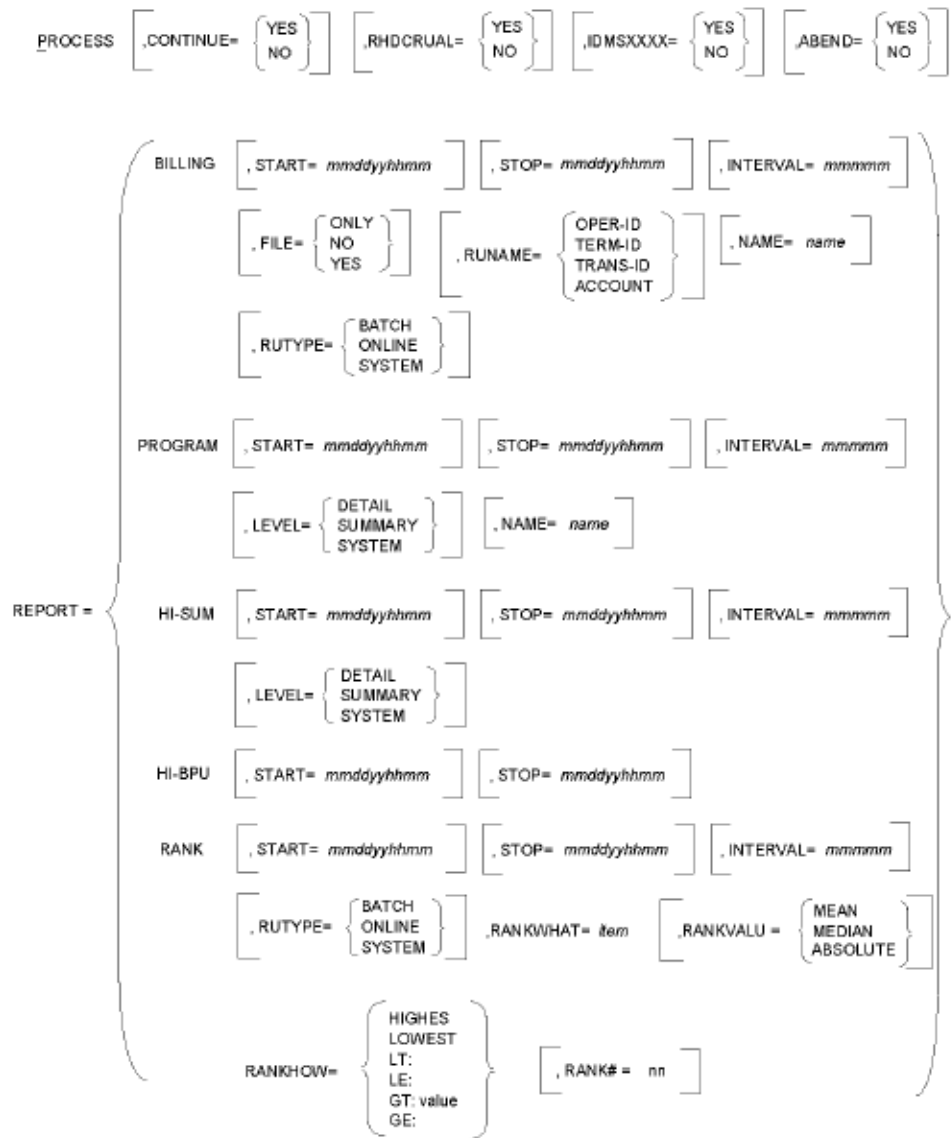 PROCESS ,CONTINUE= YES NO ,RHDCRUAL= YES NO ,IDMSXXXX= YES NO ,ABEND= YES NO
BILLING , START= mmddyyhhmm , STOP= mmddyyhhmm , INTERVAL= mmmmm
, FILE= ONLY NO YES , RUNAME= OPER-ID TERM-ID TRANS-ID ACCOUNT , NAME= name
, RUTYPE= BATCH ONLINE SYSTEM
PROGRAM , START= mmddyyhhmm , STOP= mmddyyhhmm , INTERVAL= mmmmm
, LEVEL= DETAIL SUMMARY SYSTEM , NAME= name
REPORT = HI-SUM , START= mmddyyhhmm , STOP= mmddyyhhmm , INTERVAL= mmmmm
, LEVEL= DETAIL SUMMARY SYSTEM
HI-BPU , START= mmddyyhhmm , STOP= mmddyyhhmm
RANK , START= mmddyyhhmm , STOP= mmddyyhhmm , INTERVAL= mmmmm
, RUTYPE= BATCH ONLINE SYSTEM ,RANKWHAT= item ,RANKVALU = MEAN MEDIAN ABSOLUTE
RANKHOW= HIGHES LOWEST LT: LE: GT: value GE: , RANK# = nn